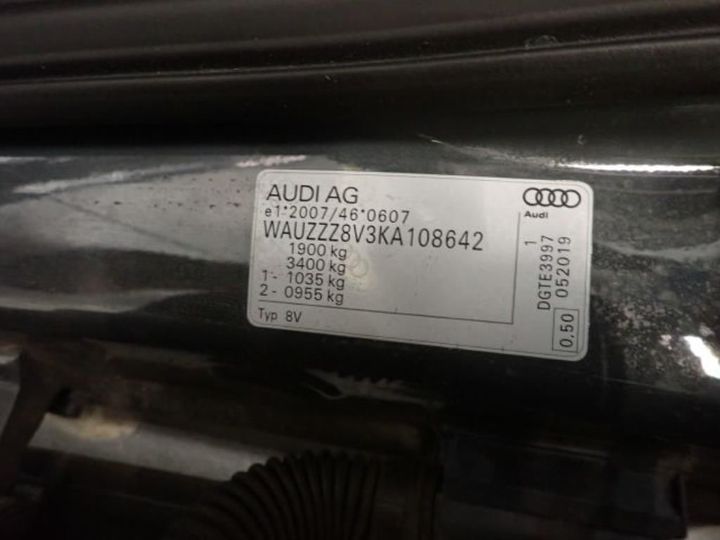 AUDI AG
e1*2007/46*0607
WAUZZZ8V3KA108642
1900 kg
3400 kg
1- 1035 kg
2- 0955 kg
Typ 8V
Audi
DGTE3997 1
052019
0.50